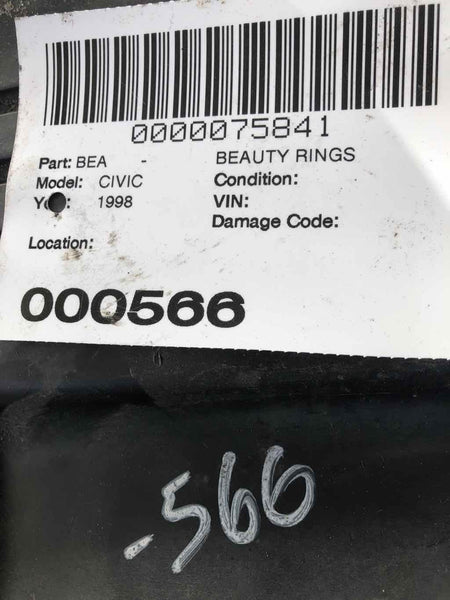 0000075841
Part: BEA - BEAUTY RINGS
Model: CIVIC Condition:
1998 VIN:
Damage Code:
Location:
000566
-566